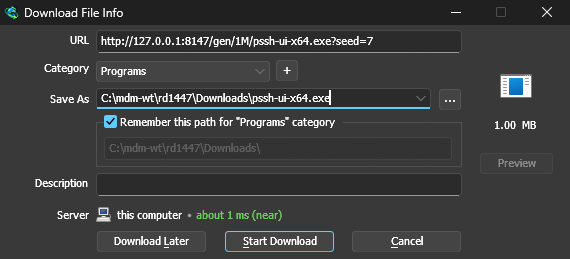 Download File Info
URL http://127.0.0.1:8147/gen/1M/pssh-ui-x64.exe?seed=7
Category Programs +
Save As C:\mdm-wt\rd1447\Downloads\pssh-ui-x64.exe ...
Remember this path for "Programs" category
C:\mdm-wt\rd1447\Downloads\
1.00 MB
Preview
Description
Server this computer • about 1 ms (near)
Download Later Start Download Cancel